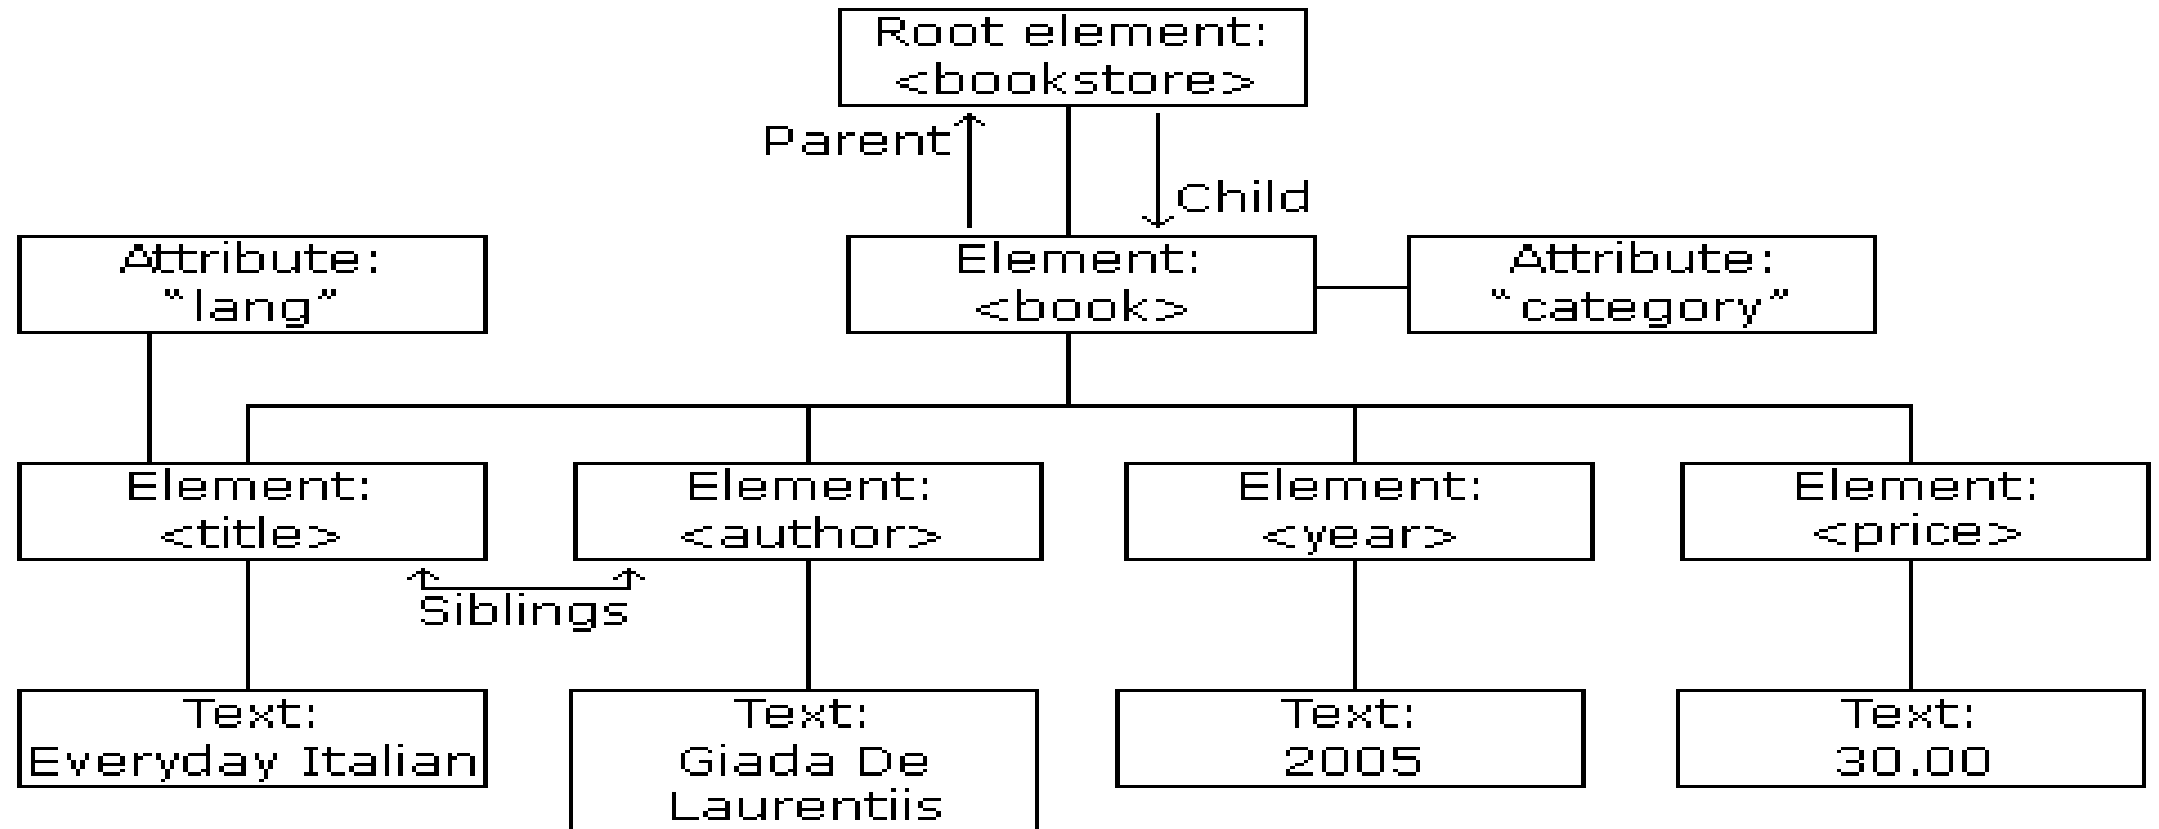 Root element:
<bookstore>
Parent
Child
Attribute:
“lang”
Element:
<book>
Attribute:
“category”
Element:
<title>
Element:
<author>
Element:
<year>
Element:
<price>
Siblings
Text:
Everyday Italian
Text:
Giada De
Laurentiis
Text:
2005
Text:
30.00